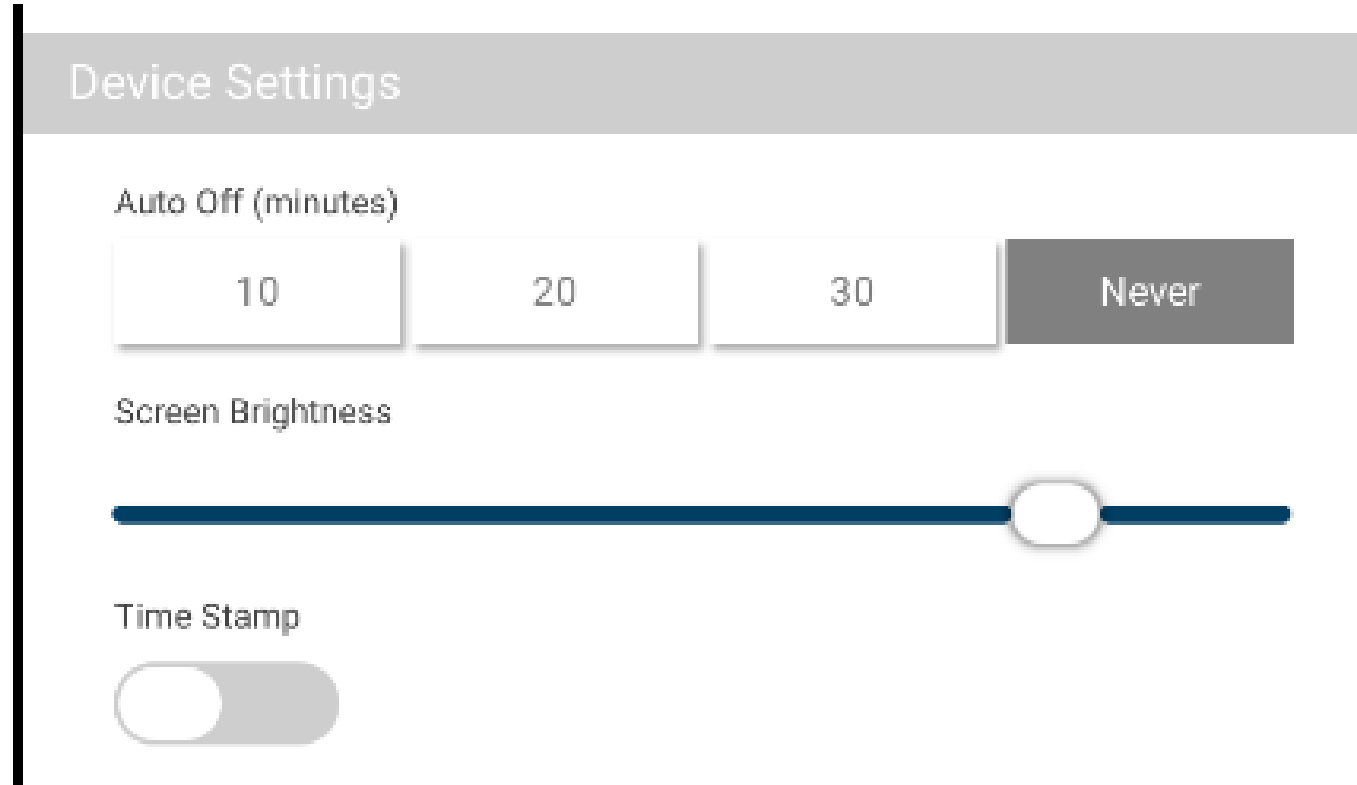 Device Settings
Auto Off (minutes)
10 20 30 Never
Screen Brightness
Time Stamp